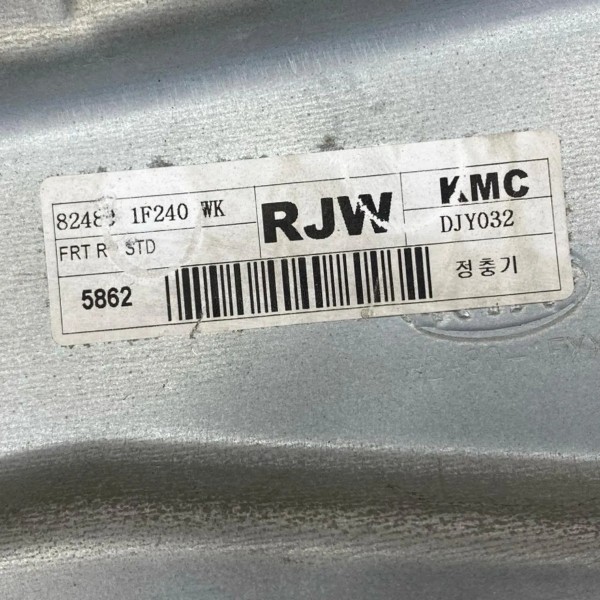 1F240 WK
FRT STD
5862
RJW
KMC
DJY032
정충기